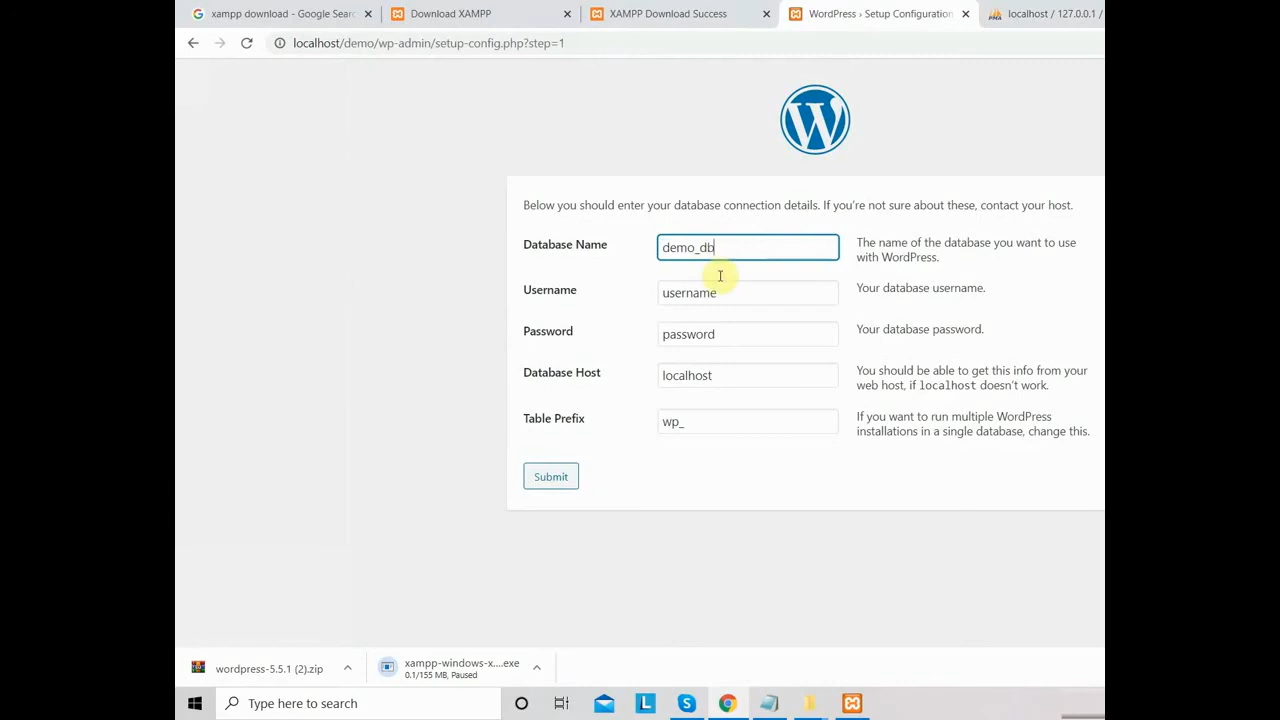 xampp download - Google Sear
Download XAMPP
XAMPP Download Success
WordPress › Setup Configuration
localhost / 127.0.0.1 /
localhost/demo/wp-admin/setup-config.php?step=1
Below you should enter your database connection details. If you’re not sure about these, contact your host.
Database Name
demo_db
The name of the database you want to use
with WordPress.
Username
username
Your database username.
Password
password
Your database password.
Database Host
localhost
You should be able to get this info from your
web host, if localhost doesn’t work.
Table Prefix
wp_
If you want to run multiple WordPress
installations in a single database, change this.
Submit
wordpress-5.5.1 (2).zip
xampp-windows-x....exe
0.1/155 MB, Paused
Type here to search